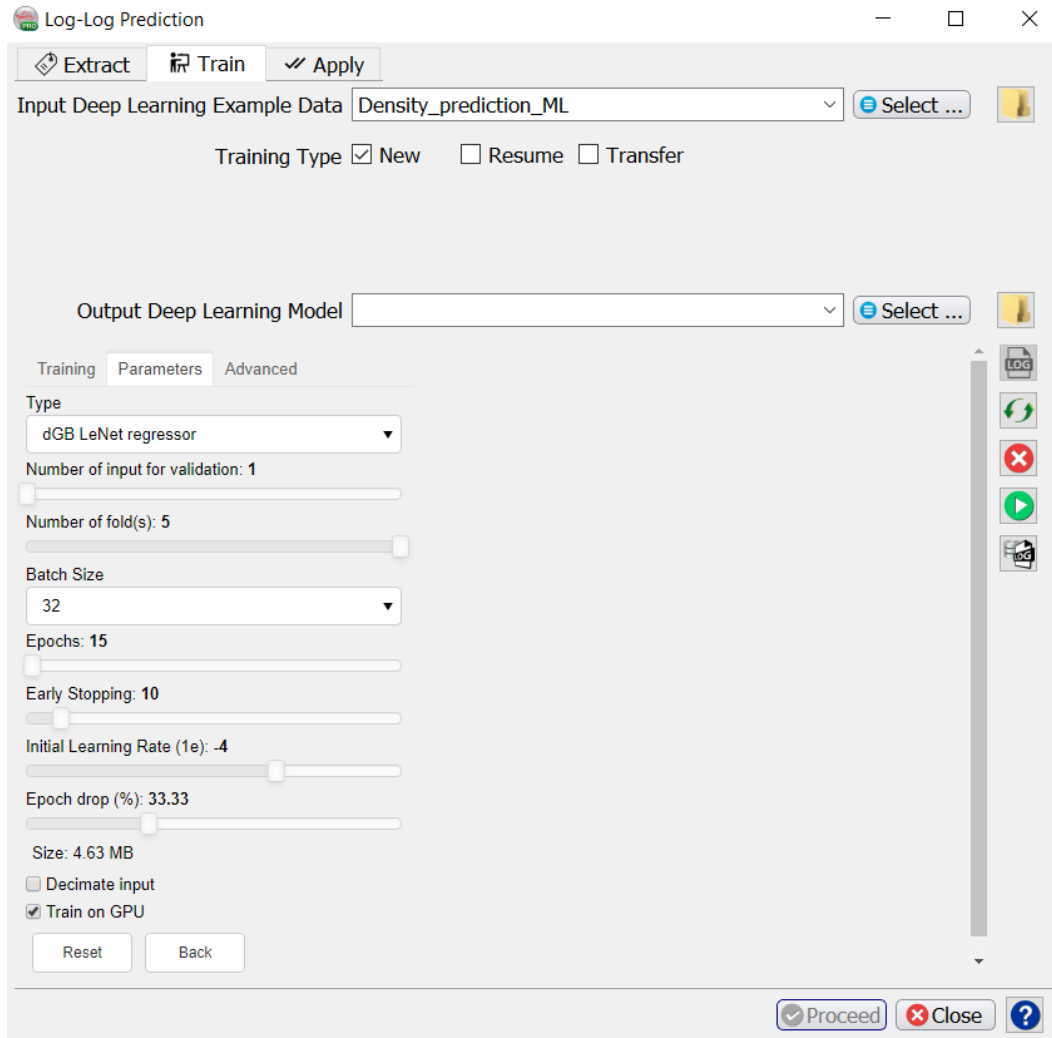 Log-Log Prediction
Extract Train Apply
Input Deep Learning Example Data Density_prediction_ML Select ...
Training Type New Resume Transfer
Output Deep Learning Model Select ...
Training Parameters Advanced
Type
dGB LeNet regressor
Number of input for validation: 1
Number of fold(s): 5
Batch Size
32
Epochs: 15
Early Stopping: 10
Initial Learning Rate (1e): -4
Epoch drop (%): 33.33
Size: 4.63 MB
Decimate input
Train on GPU
Reset Back
Proceed Close ?
PRO
LOG
LOG